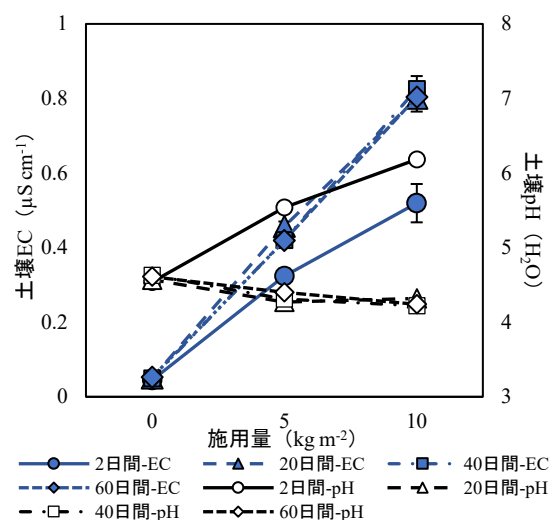 1 8
0.8 7
0.6 6
0.4 5
0.2 4
0 3
土壌EC（µS cm-1）
土壌pH（H2O）
0 5 10
施用量（kg m-2）
2日間-EC 20日間-EC 40日間-EC
60日間-EC 2日間-pH 20日間-pH
40日間-pH 60日間-pH